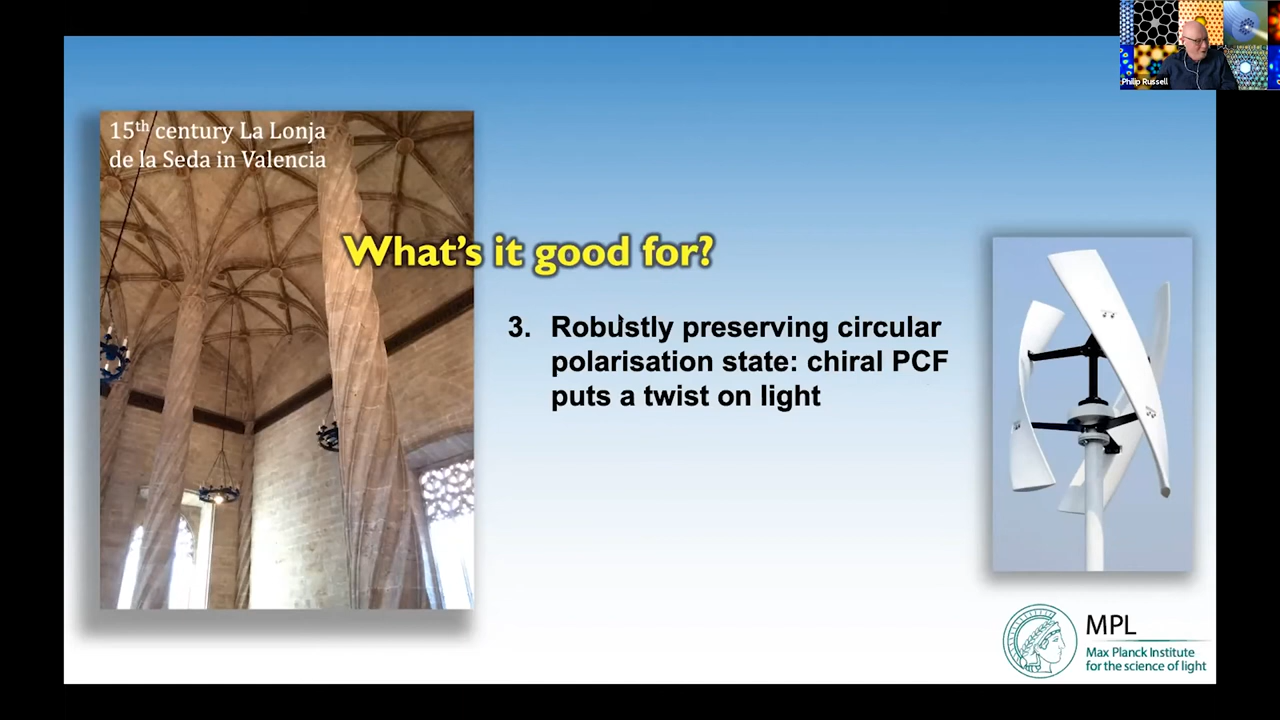 Philip Russell
15th century La Lonja
de la Seda in Valencia
What's it good for?
3. Robustly preserving circular
polarisation state: chiral PCF
puts a twist on light
MPL
Max Planck Institute
for the science of light